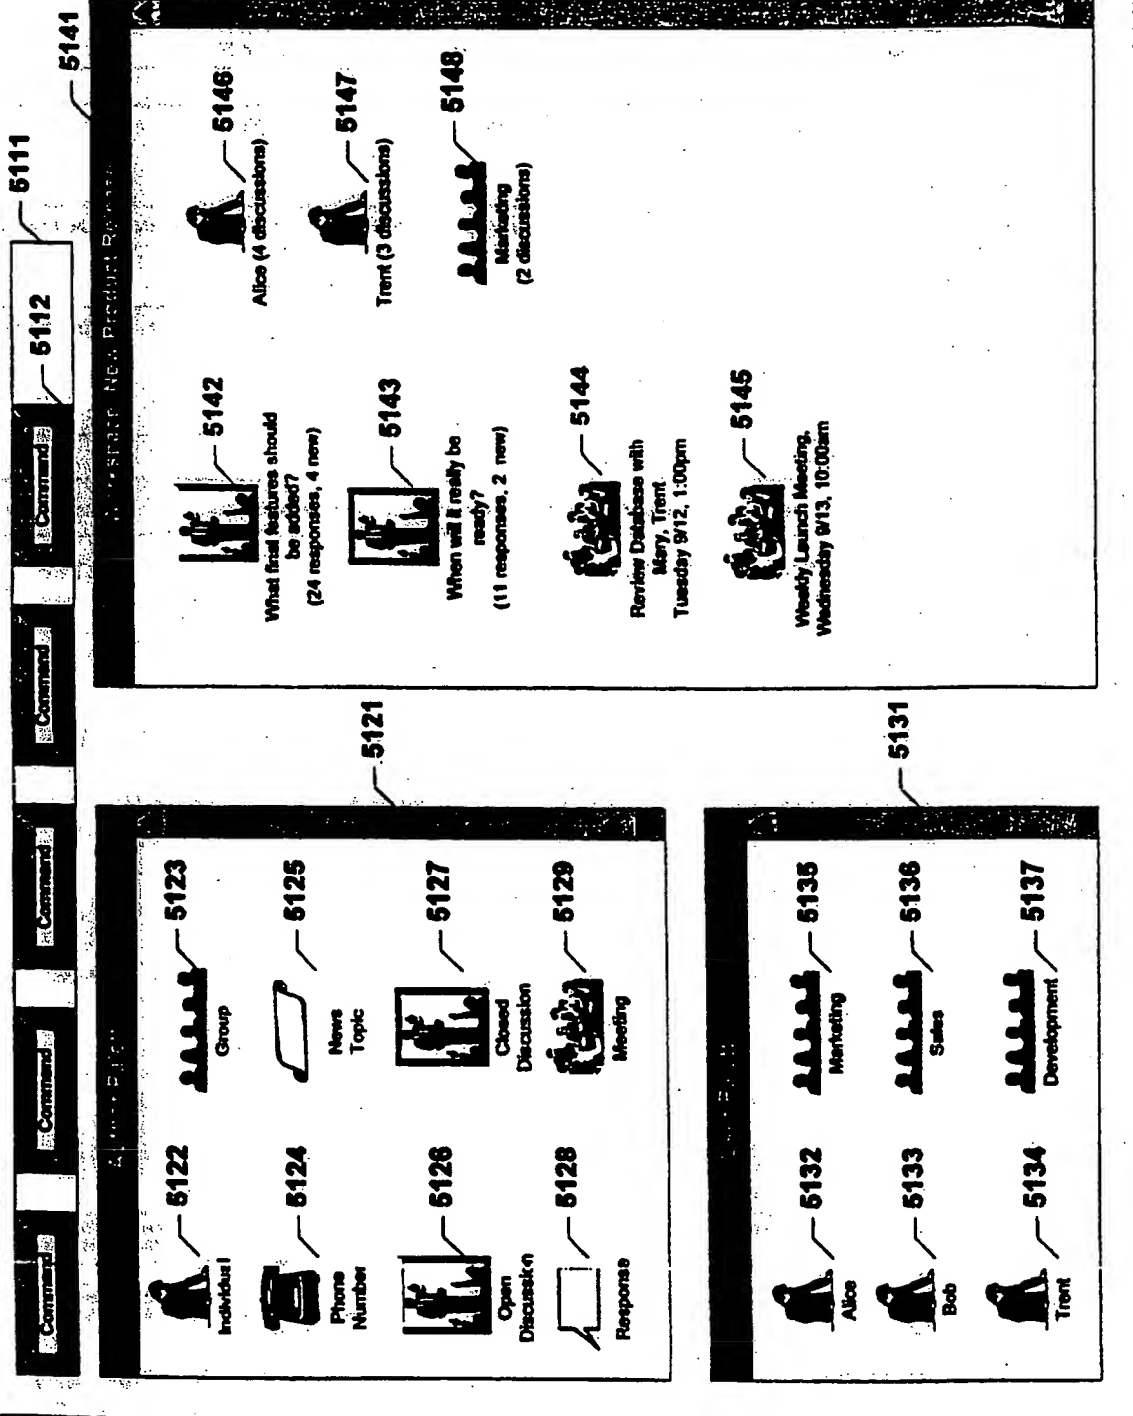 5111
Command
Command
Command
Command
Command
5112
5121
5122
Individual
5123
Group
5124
Phone
Number
5125
News
Topic
5126
Open
Discussion
5127
Closed
Discussion
5128
Response
5129
Meeting
5131
5132
Alice
5135
Marketing
5133
Bob
5136
Sales
5134
Trent
5137
Development
5141
New Product Release
5142
What final features should
be added?
(24 responses, 4 new)
5146
Alice (4 discussions)
5143
When will it really be
ready?
(11 responses, 2 new)
5147
Trent (3 discussions)
5144
Review Database with
Mary, Trent
Tuesday 9/12, 1:00pm
5148
Marketing
(2 discussions)
5145
Weekly Launch Meeting,
Wednesday 9/13, 10:00am